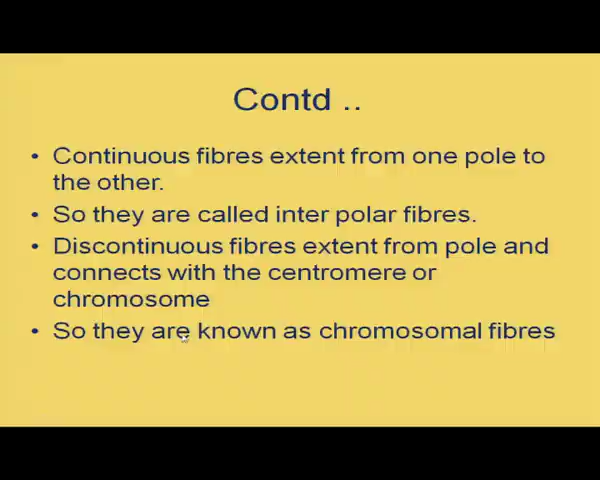 Contd ..
• Continuous fibres extent from one pole to
the other.
• So they are called inter polar fibres.
• Discontinuous fibres extent from pole and
connects with the centromere or
chromosome
• So they are known as chromosomal fibres